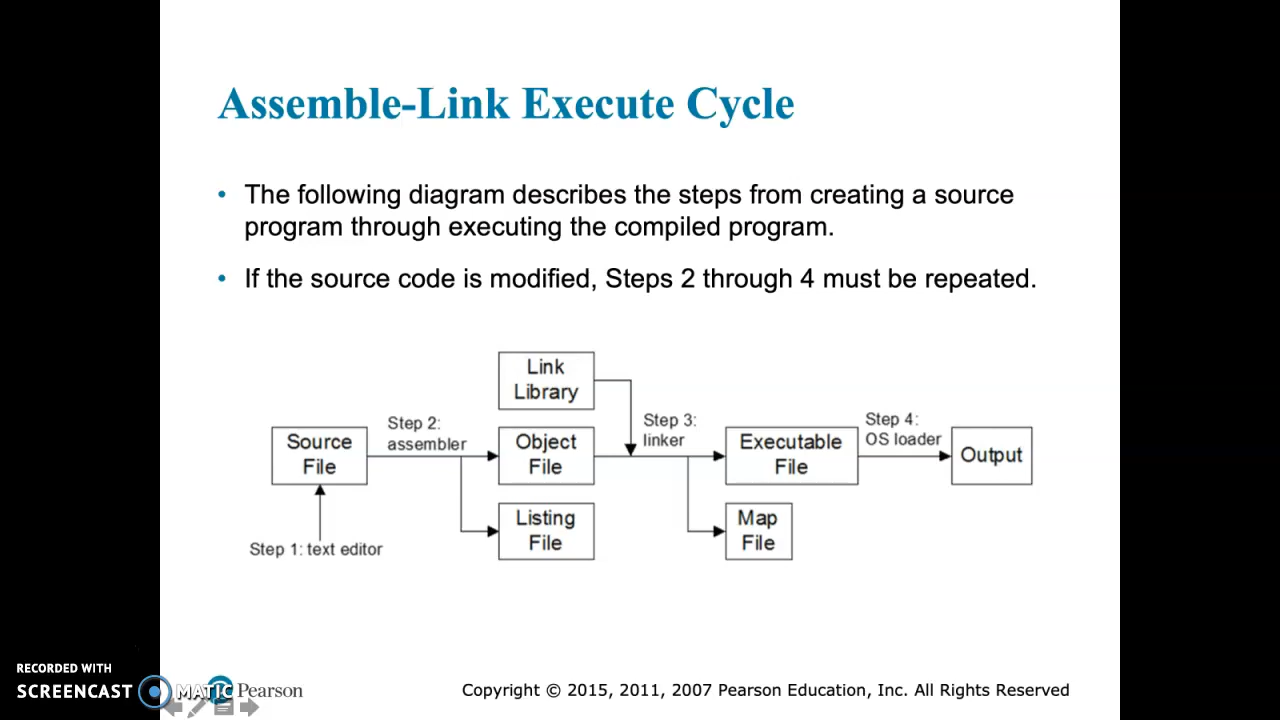 Assemble-Link Execute Cycle
• The following diagram describes the steps from creating a source
program through executing the compiled program.
• If the source code is modified, Steps 2 through 4 must be repeated.
Link
Library
Step 2:
assembler
Step 3:
linker
Step 4:
OS loader
Source
File
Object
File
Executable
File
Output
Listing
File
Map
File
Step 1: text editor
RECORDED WITH
SCREENCAST MATIC
Pearson
Copyright © 2015, 2011, 2007 Pearson Education, Inc. All Rights Reserved